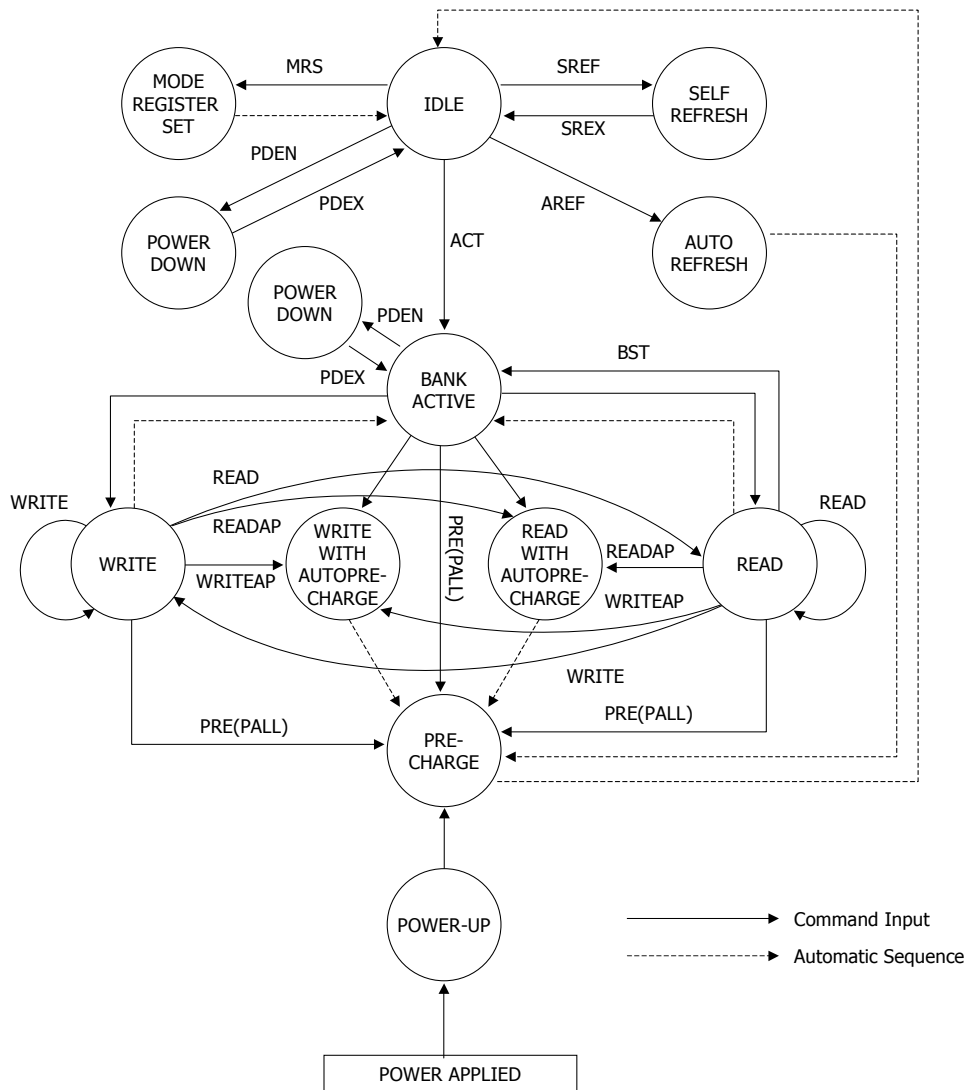 MRS
SREF
MODE
REGISTER
SET
IDLE
SELF
REFRESH
SREX
PDEN
PDEX
AREF
POWER
DOWN
ACT
AUTO
REFRESH
POWER
DOWN
PDEN
PDEX
BST
BANK
ACTIVE
READ
WRITE
READ
READAP
WRITE
WITH
AUTOPRE-
CHARGE
PRE(PALL)
READ
WITH
AUTOPRE-
CHARGE
READAP
WRITE
WRITEAP
READ
WRITEAP
WRITE
PRE(PALL)
PRE(PALL)
PRE-
CHARGE
POWER-UP
Command Input
Automatic Sequence
POWER APPLIED